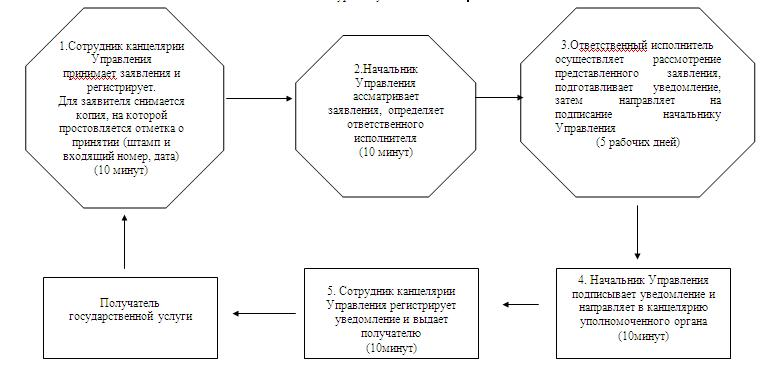 1.Сотрудник канцелярии
Управления
принимает заявления и
регистрирует.
Для заявителя снимается
копия, на которой
простовляется отметка о
принятии (штамп и
входящий номер, дата)
(10 минут)
2.Начальник
Управления
ассматривает
заявления, определяет
ответственного
исполнителя
(10 минут)
3.Ответственный исполнитель
осуществляет рассмотрение
представленного заявления,
подготавливает уведомление,
затем направляет на
подписание начальнику
Управления
(5 рабочих дней)
4. Начальник Управления
подписывает уведомление и
направляет в канцелярию
уполномоченного органа
(10минут)
5. Сотрудник канцелярии
Управления регистрирует
уведомление и выдает
получателю
(10минут)
Получатель
государственной услуги